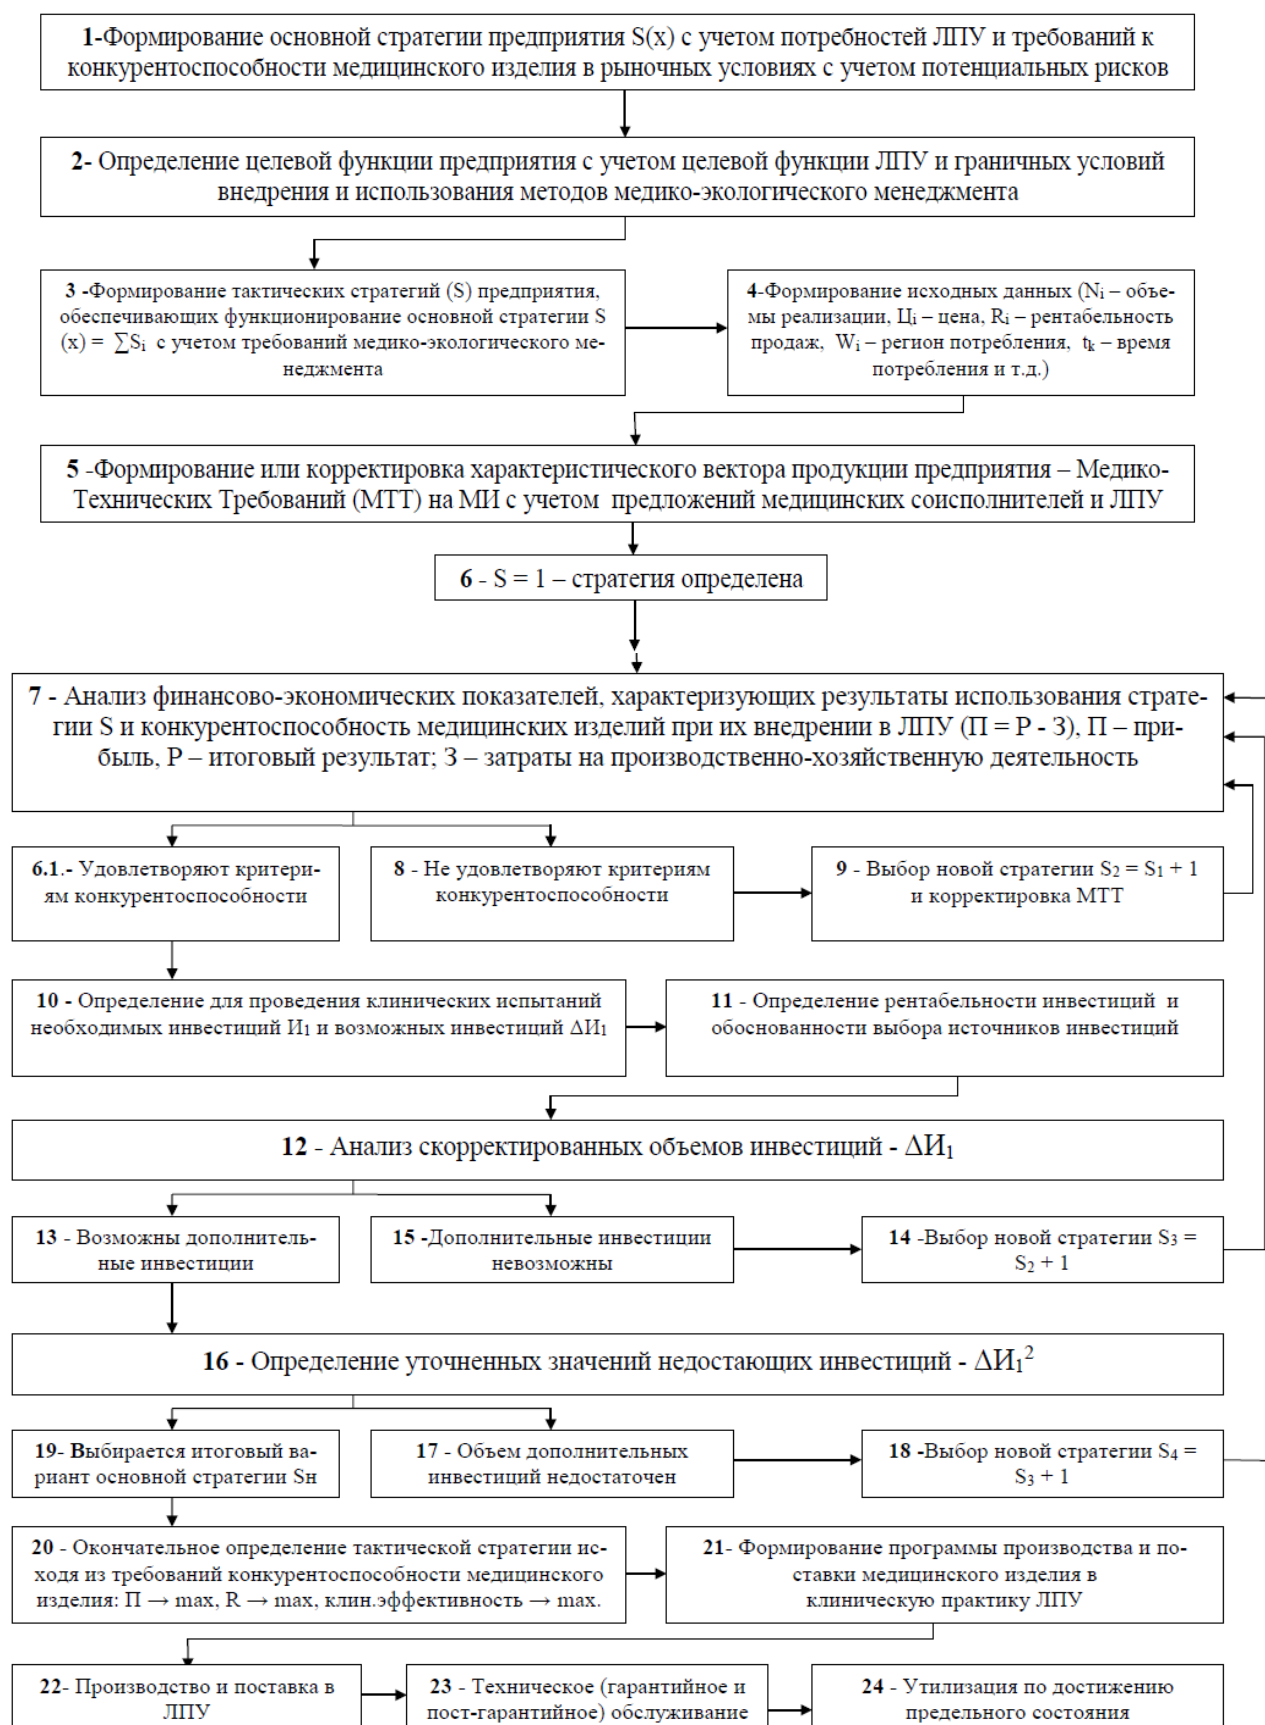 1-Формирование основной стратегии предприятия S(x) с учетом потребностей ЛПУ и требований к
конкурентоспособности медицинского изделия в рыночных условиях с учетом потенциальных рисков
2- Определение целевой функции предприятия с учетом целевой функции ЛПУ и граничных условий
внедрения и использования методов медико-экологического менеджмента
3 -Формирование тактических стратегий (S) предприятия,
обеспечивающих функционирование основной стратегии S
(x) = ∑Si с учетом требований медико-экологического ме-
неджмента
4-Формирование исходных данных (Ni – объе-
мы реализации, Цi – цена, Ri – рентабельность
продаж, Wi – регион потребления, tk – время
потребления и т.д.)
5 -Формирование или корректировка характеристического вектора продукции предприятия – Медико-
Технических Требований (МТТ) на МИ с учетом предложений медицинских соисполнителей и ЛПУ
6 - S = 1 – стратегия определена
7 - Анализ финансово-экономических показателей, характеризующих результаты использования страте-
гии S и конкурентоспособность медицинских изделий при их внедрении в ЛПУ (П = Р - З), П – при-
быль, Р – итоговый результат; З – затраты на производственно-хозяйственную деятельность
6.1.- Удовлетворяют критери-
ям конкурентоспособности
8 - Не удовлетворяют критериям
конкурентоспособности
9 - Выбор новой стратегии S₂ = S₁ + 1
и корректировка МТТ
10 - Определение для проведения клинических испытаний
необходимых инвестиций И₁ и возможных инвестиций ΔИ₁
11 - Определение рентабельности инвестиций и
обоснованности выбора источников инвестиций
12 - Анализ скорректированных объемов инвестиций - ΔИ₁
13 - Возможны дополнитель-
ные инвестиции
15 -Дополнительные инвестиции
невозможны
14 -Выбор новой стратегии S₃ =
S₂ + 1
16 - Определение уточненных значений недостающих инвестиций - ΔИ₁²
19- Выбирается итоговый ва-
риант основной стратегии Sн
17 - Объем дополнительных
инвестиций недостаточен
18 -Выбор новой стратегии S₄ =
S₃ + 1
20 - Окончательное определение тактической стратегии ис-
ходя из требований конкурентоспособности медицинского
изделия: П → max, R → max, клин.эффективность → max.
21- Формирование программы производства и по-
ставки медицинского изделия в
клиническую практику ЛПУ
22- Производство и поставка в
ЛПУ
23 - Техническое (гарантийное и
пост-гарантийное) обслуживание
24 - Утилизация по достижению
предельного состояния